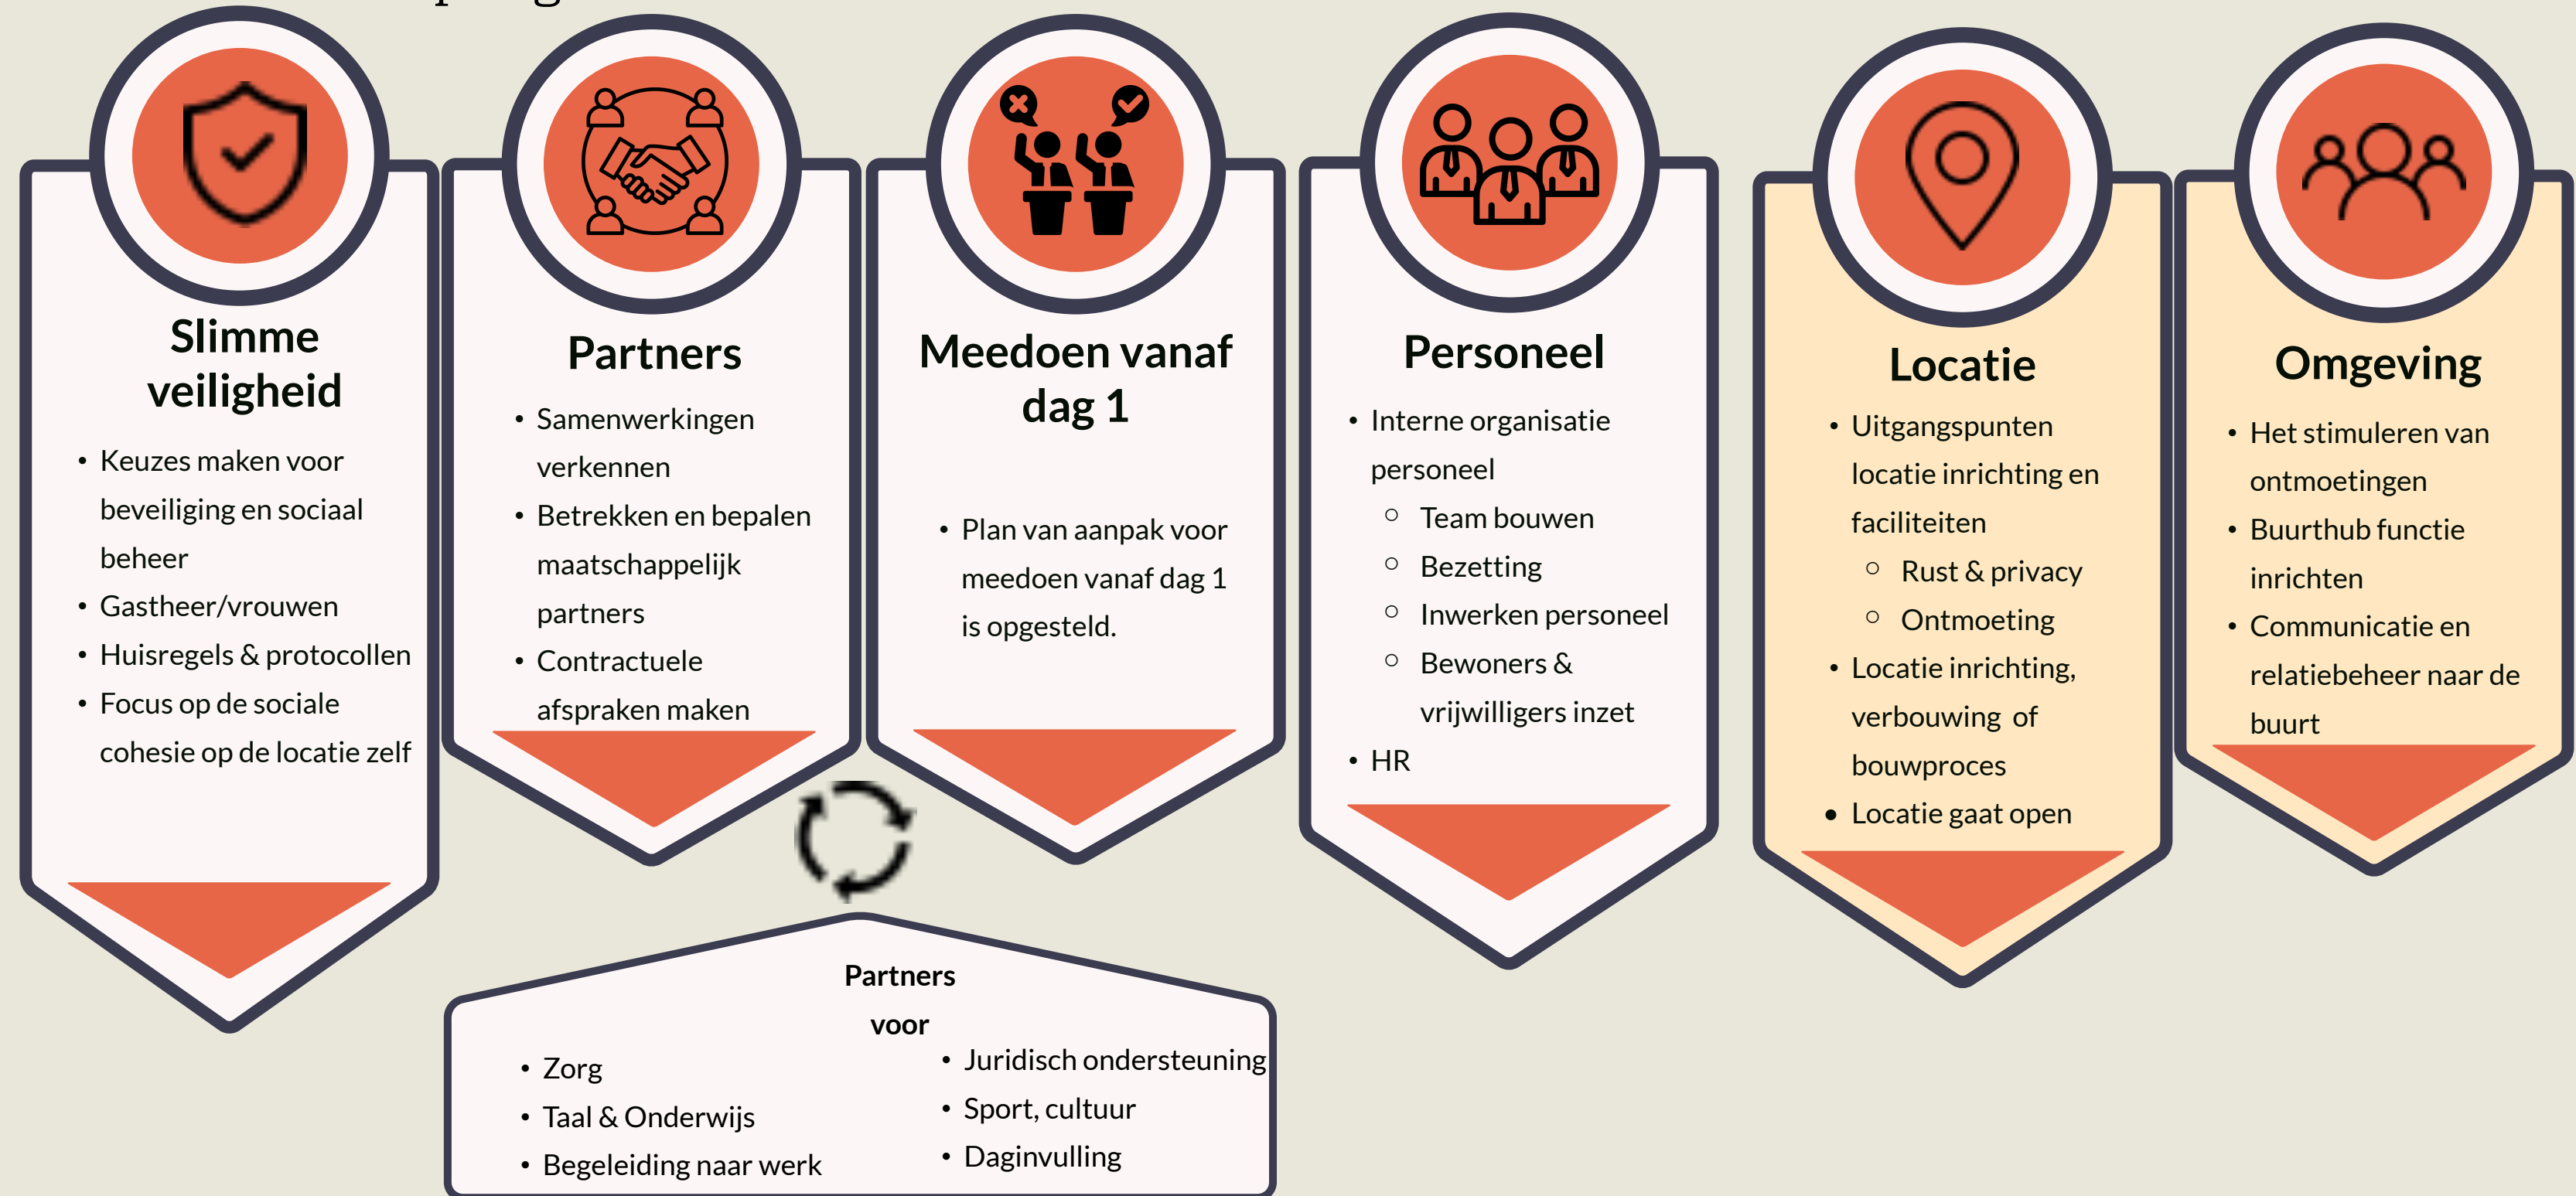 Slimme
veiligheid
• Keuzes maken voor
beveiliging en sociaal
beheer
• Gastheer/vrouwen
• Huisregels & protocollen
• Focus op de sociale
cohesie op de locatie zelf
Partners
• Samenwerkingen
verkennen
• Betrekken en bepalen
maatschappelijk
partners
• Contractuele
afspraken maken
Meedoen vanaf
dag 1
• Plan van aanpak voor
meedoen vanaf dag 1
is opgesteld.
Personeel
• Interne organisatie
personeel
○ Team bouwen
○ Bezetting
○ Inwerken personeel
○ Bewoners &
vrijwilligers inzet
• HR
Locatie
• Uitgangspunten
locatie inrichting en
faciliteiten
○ Rust & privacy
○ Ontmoeting
• Locatie inrichting,
verbouwing of
bouwproces
• Locatie gaat open
Omgeving
• Het stimuleren van
ontmoetingen
• Buurthub functie
inrichten
• Communicatie en
relatiebeheer naar de
buurt
Partners
voor
• Zorg
• Taal & Onderwijs
• Begeleiding naar werk
• Juridisch ondersteuning
• Sport, cultuur
• Daginvulling